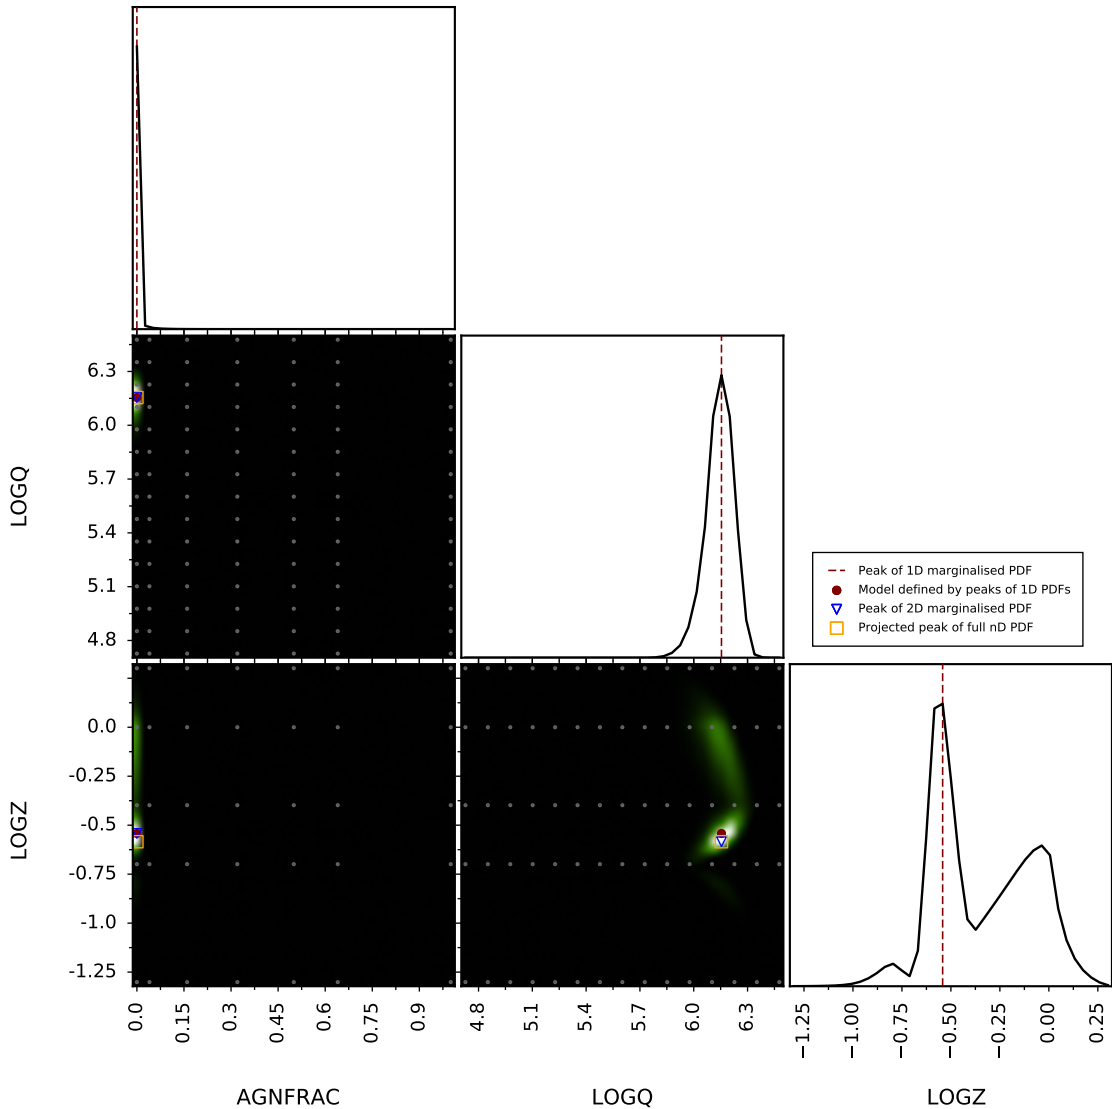 6.3
6.0
5.7
5.4
5.1
4.8
LOGQ
Peak of 1D marginalised PDF
Model defined by peaks of 1D PDFs
Peak of 2D marginalised PDF
Projected peak of full nD PDF
0.0
-0.25
-0.5
-0.75
-1.0
-1.25
LOGZ
0.0 0.15 0.3 0.45 0.6 0.75 0.9
4.8 5.1 5.4 5.7 6.0 6.3
−1.25 −1.00 −0.75 −0.50 −0.25 0.00 0.25
AGNFRAC LOGQ LOGZ